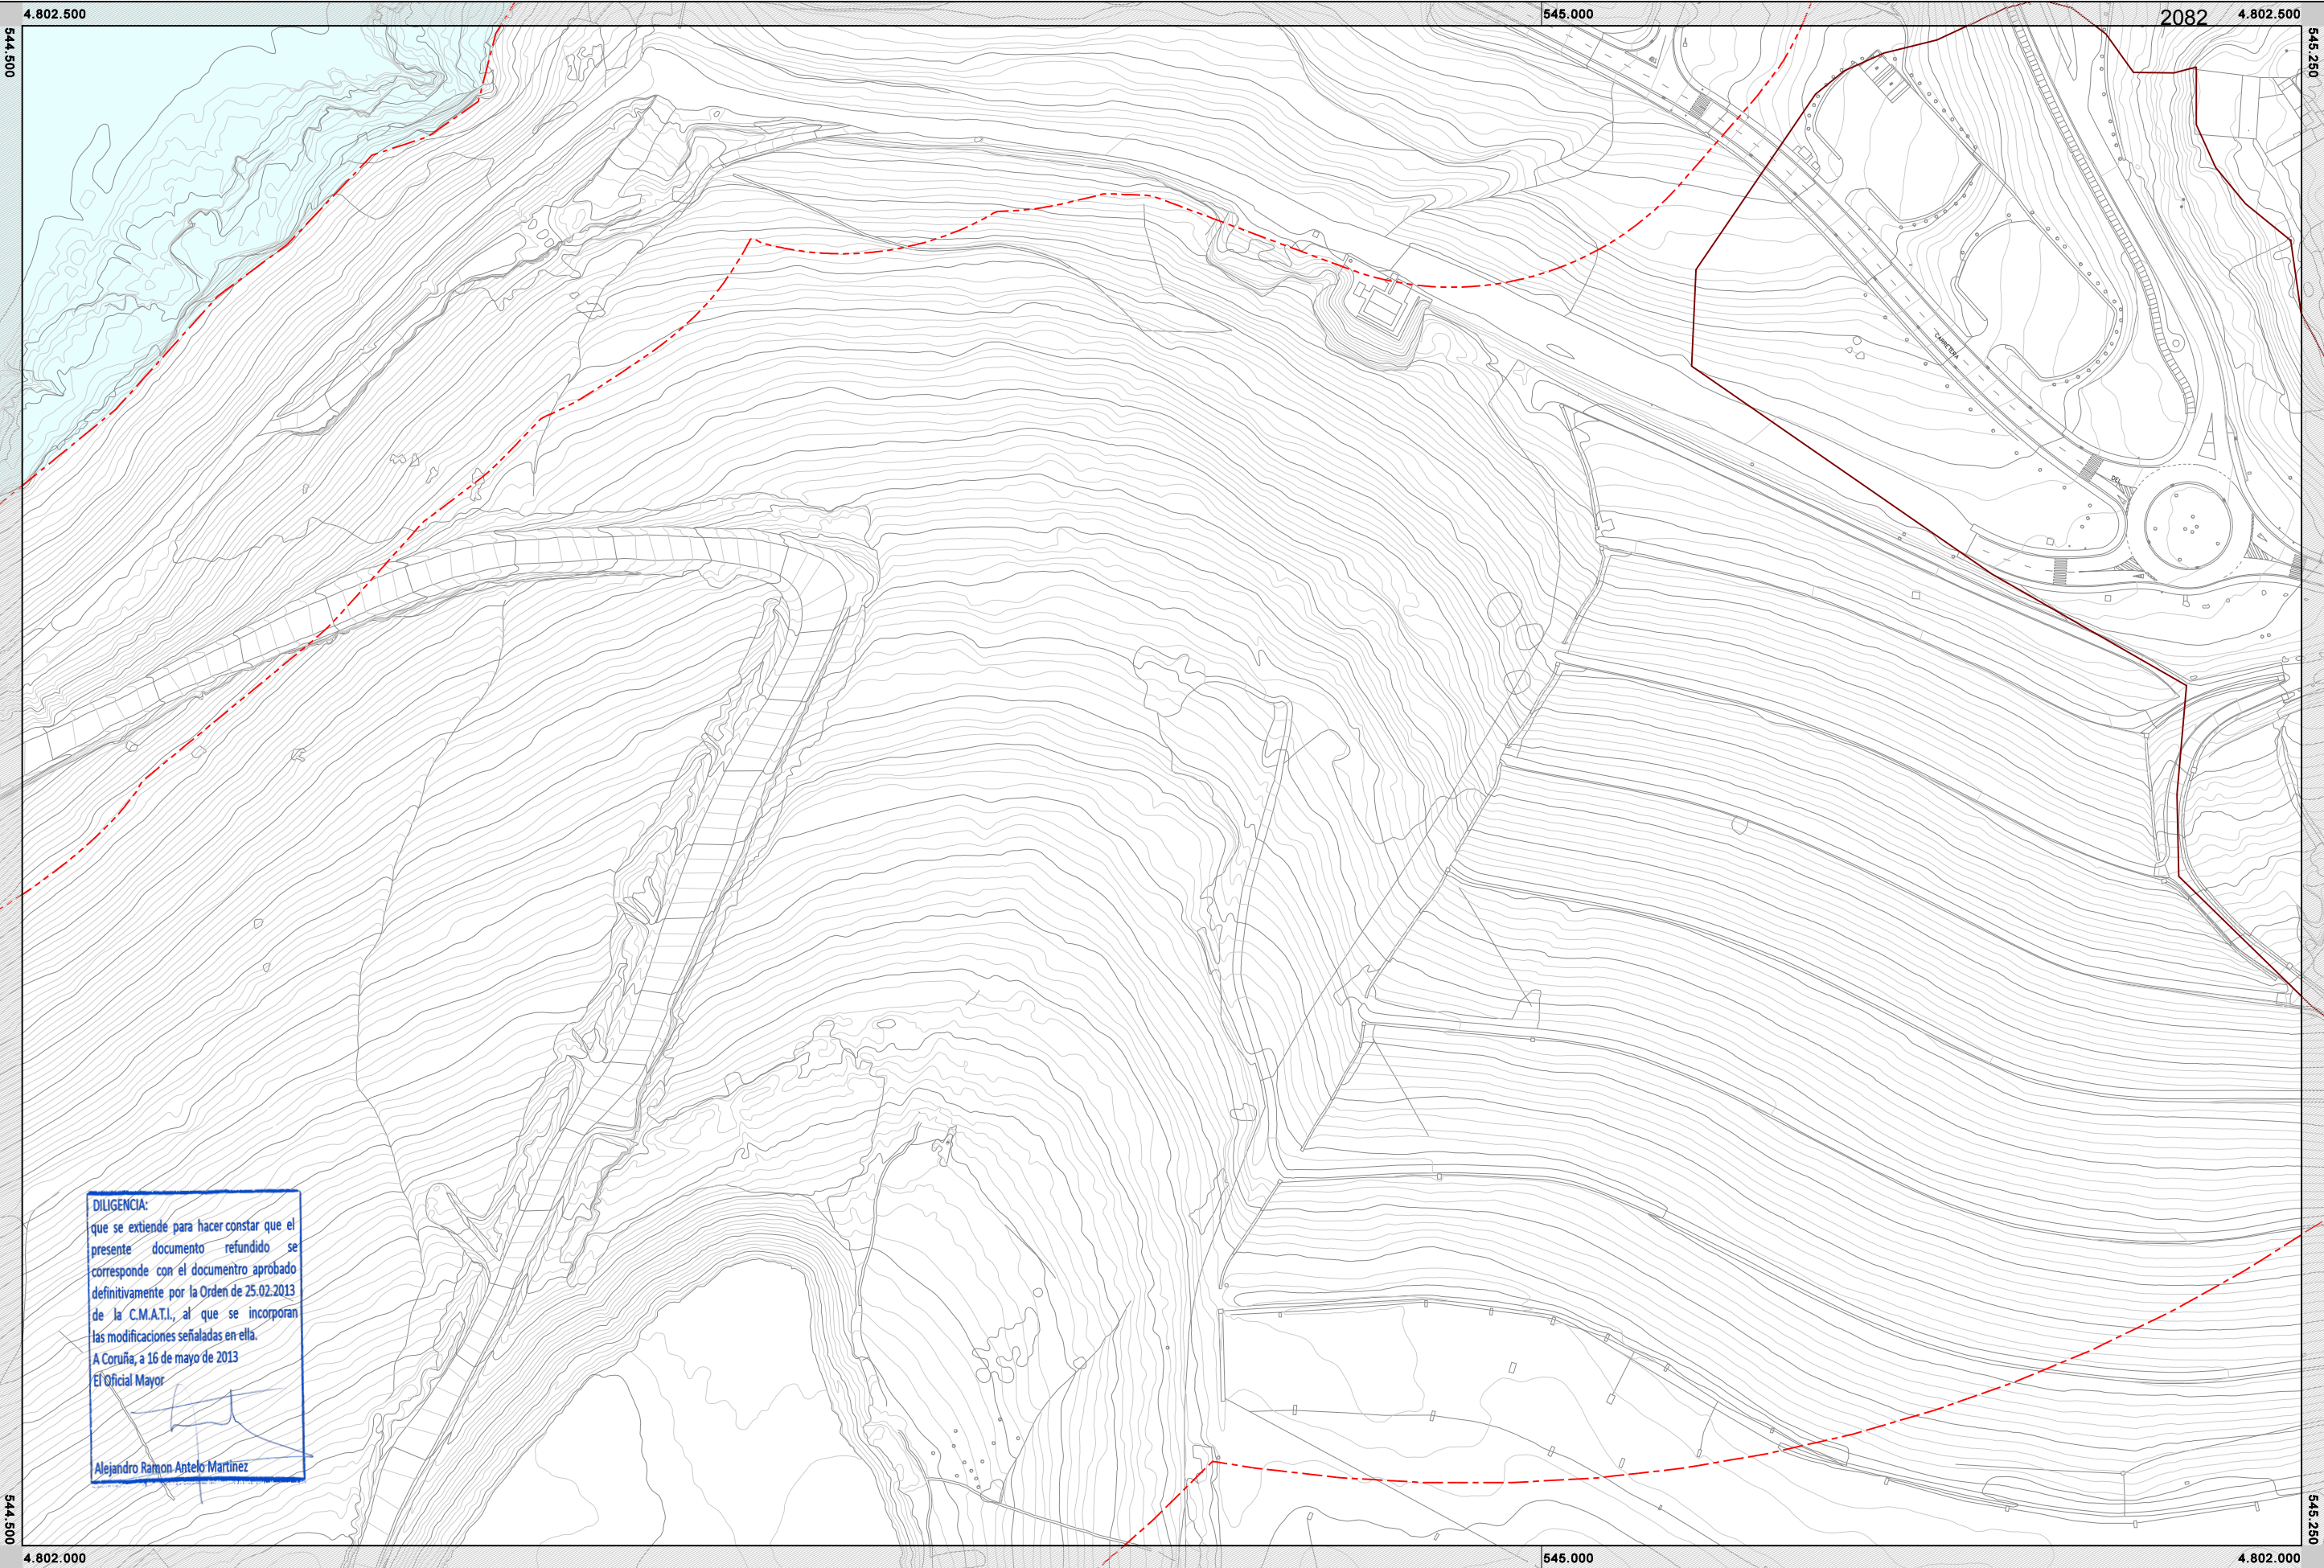 4.802.500
545.000
2082
4.802.500
544.500
545.250
CARRETERA
DEL
DILIGENCIA:
que se extiende para hacer constar que el
presente documento refundido se
corresponde con el documentro aprobado
definitivamente por la Orden de 25.02.2013
de la C.M.A.T.I., al que se incorporan
las modificaciones señaladas en ella.
A Coruña, a 16 de mayo de 2013
El Oficial Mayor
Alejandro Ramon Antelo Martinez
544.500
545.250
4.802.000
545.000
4.802.000